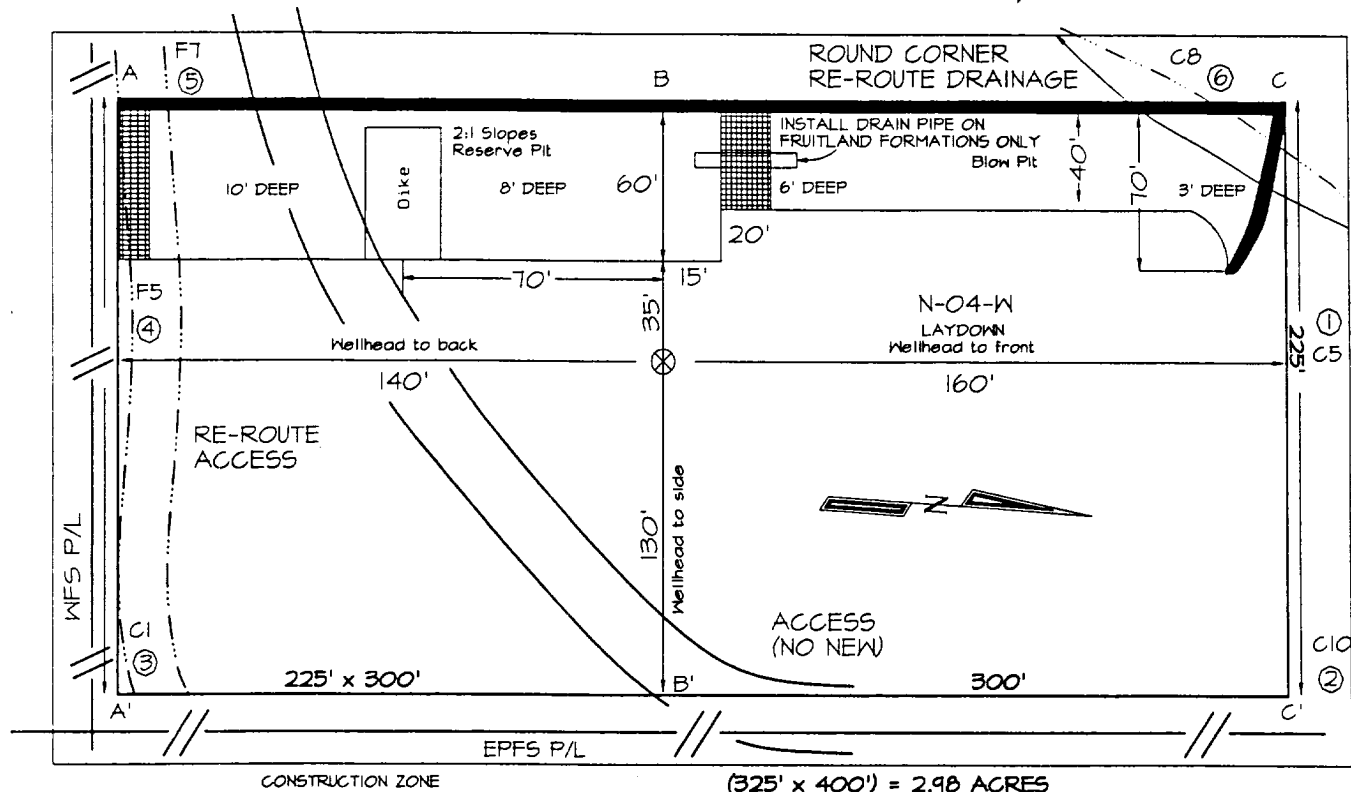 ROUND CORNER
RE-ROUTE DRAINAGE
F7
5
A
B
C8
6
C
2:1 Slopes
Reserve Pit
INSTALL DRAIN PIPE ON
FRUITLAND FORMATIONS ONLY
Blow Pit
10' DEEP
Dike
8' DEEP
60'
6' DEEP
40'
70'
3' DEEP
20'
70'
15'
F5
4
35'
N-04-W
LAYDOWN
Wellhead to front
Wellhead to back
140'
160'
225'
1
C5
RE-ROUTE
ACCESS
130'
Wellhead to side
N
WFS P/L
C1
3
ACCESS
(NO NEW)
C10
2
225' x 300'
B'
300'
A'
C'
EPFS P/L
CONSTRUCTION ZONE
(325' x 400') = 2.98 ACRES